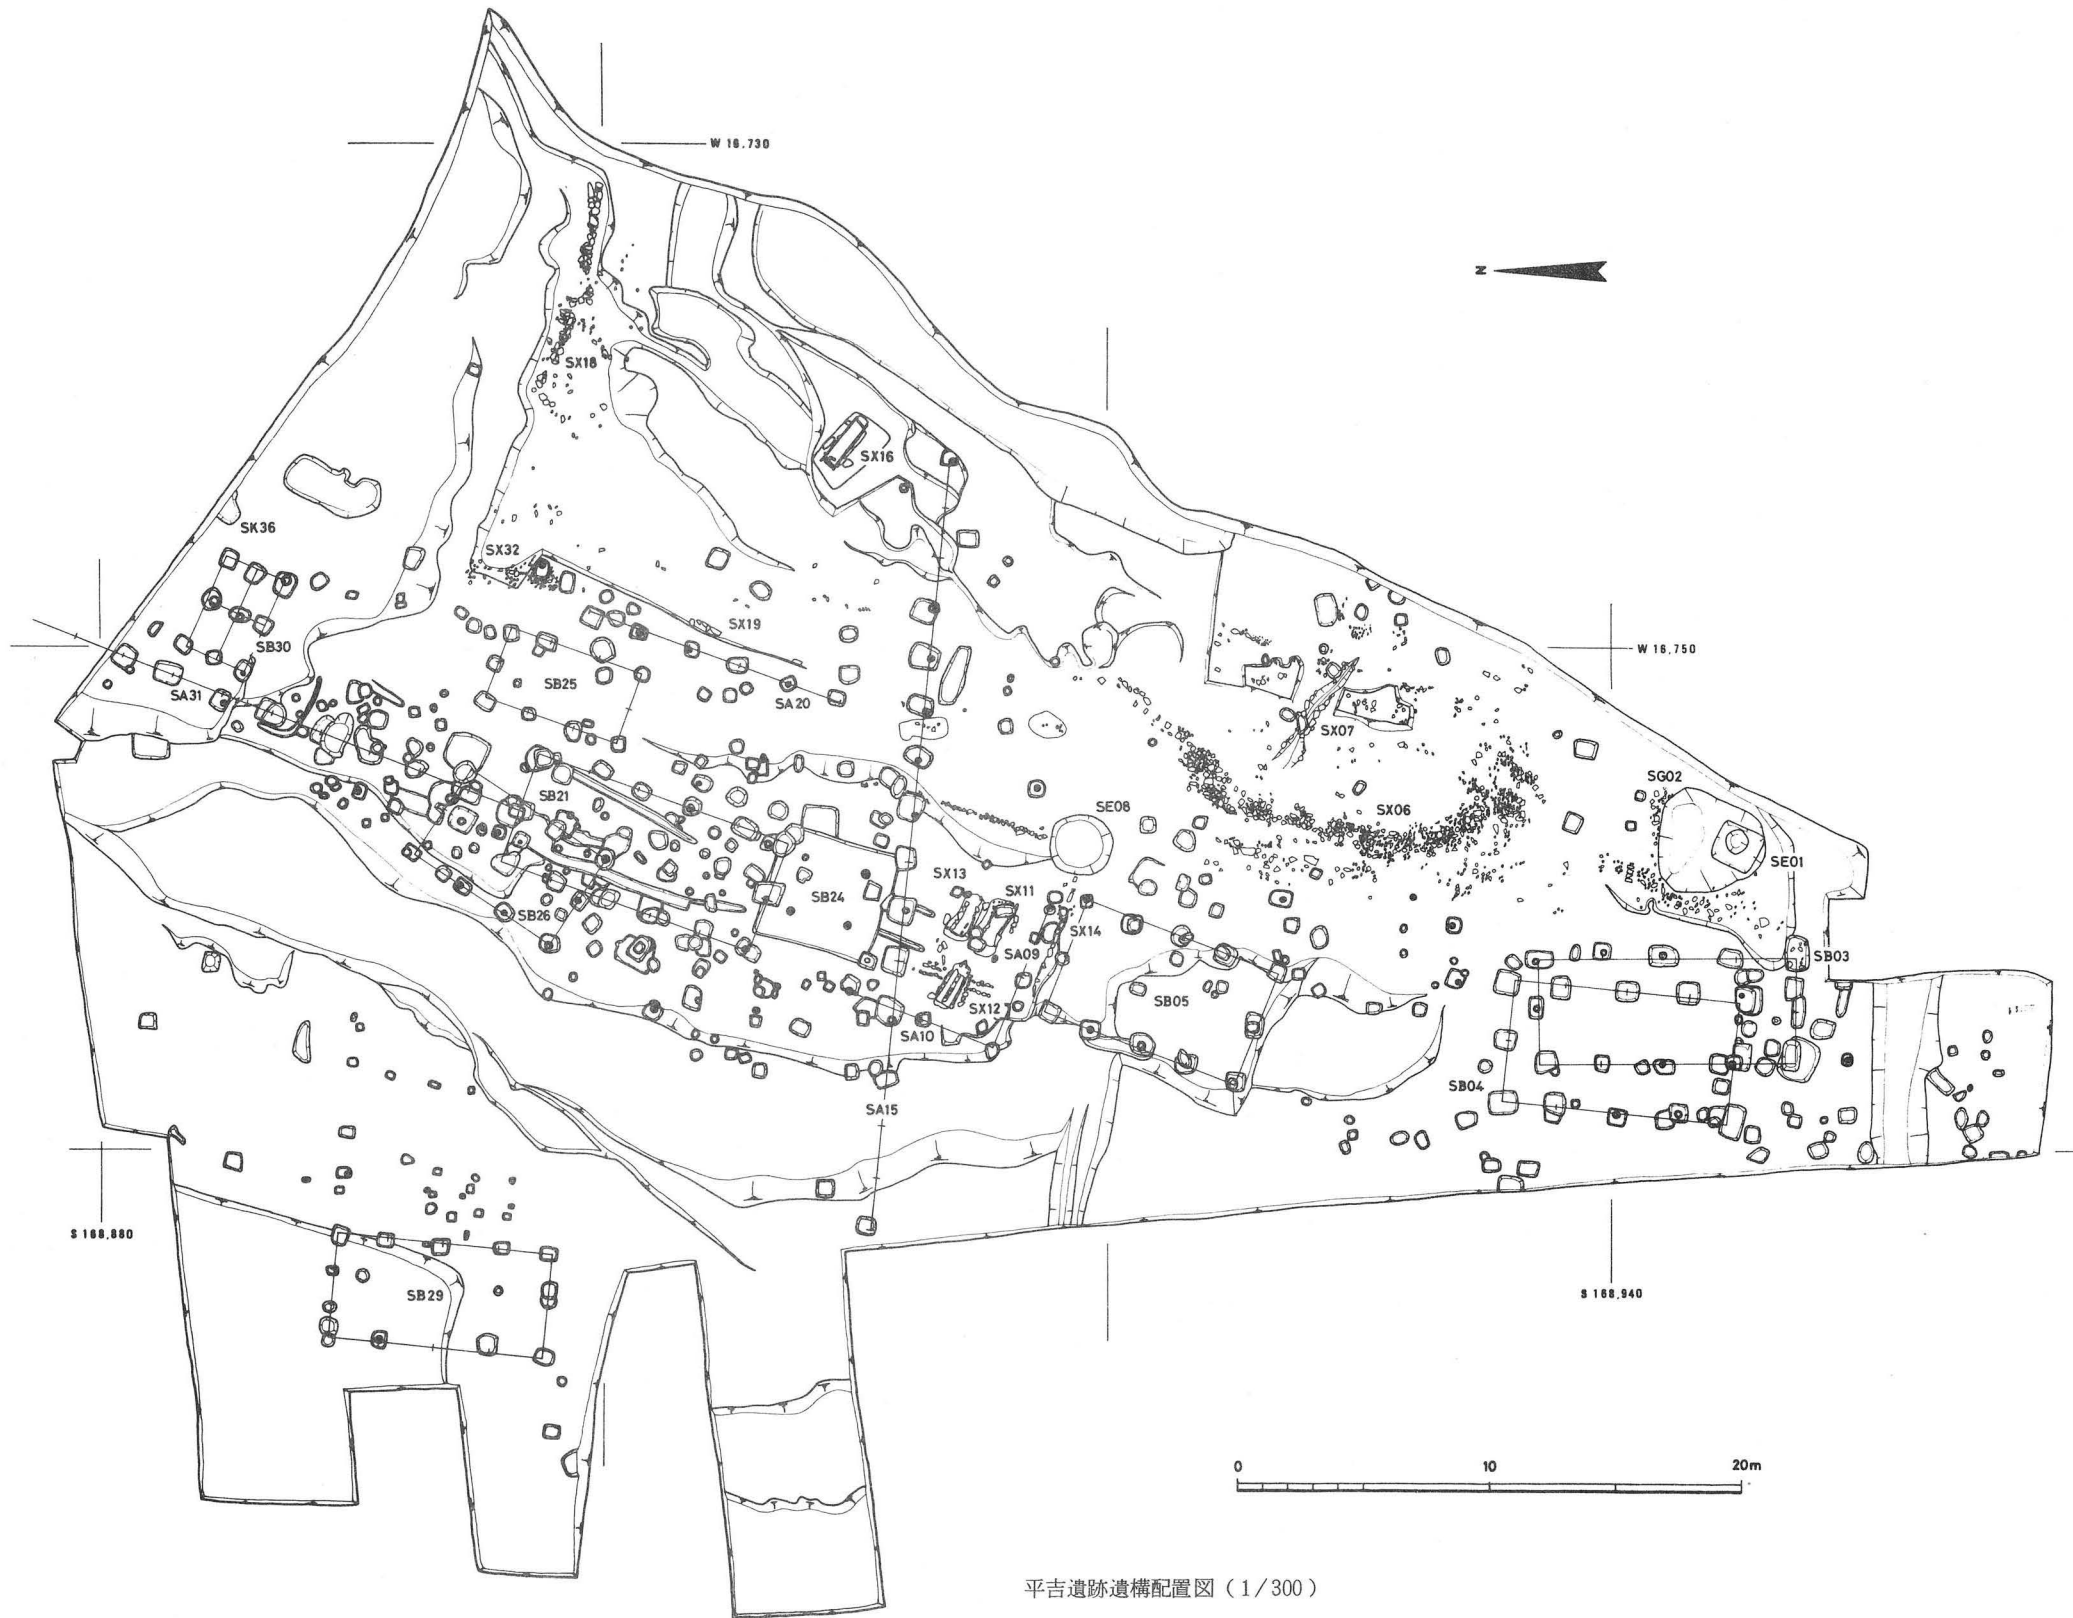 W 16.730
N
SX18
SX16
SK36
SX32
SX19
SB30
W 16,750
SB25
SA31
SA20
SX07
SG02
SB21
SE08
SX06
SE01
SX13
SX11
SB24
SB26
SX14
SA09
SB03
SB05
SX12
SA10
SB04
SA15
S 168,880
SB29
S 168,940
0 10 20m
平吉遺跡遺構配置図（1/300）